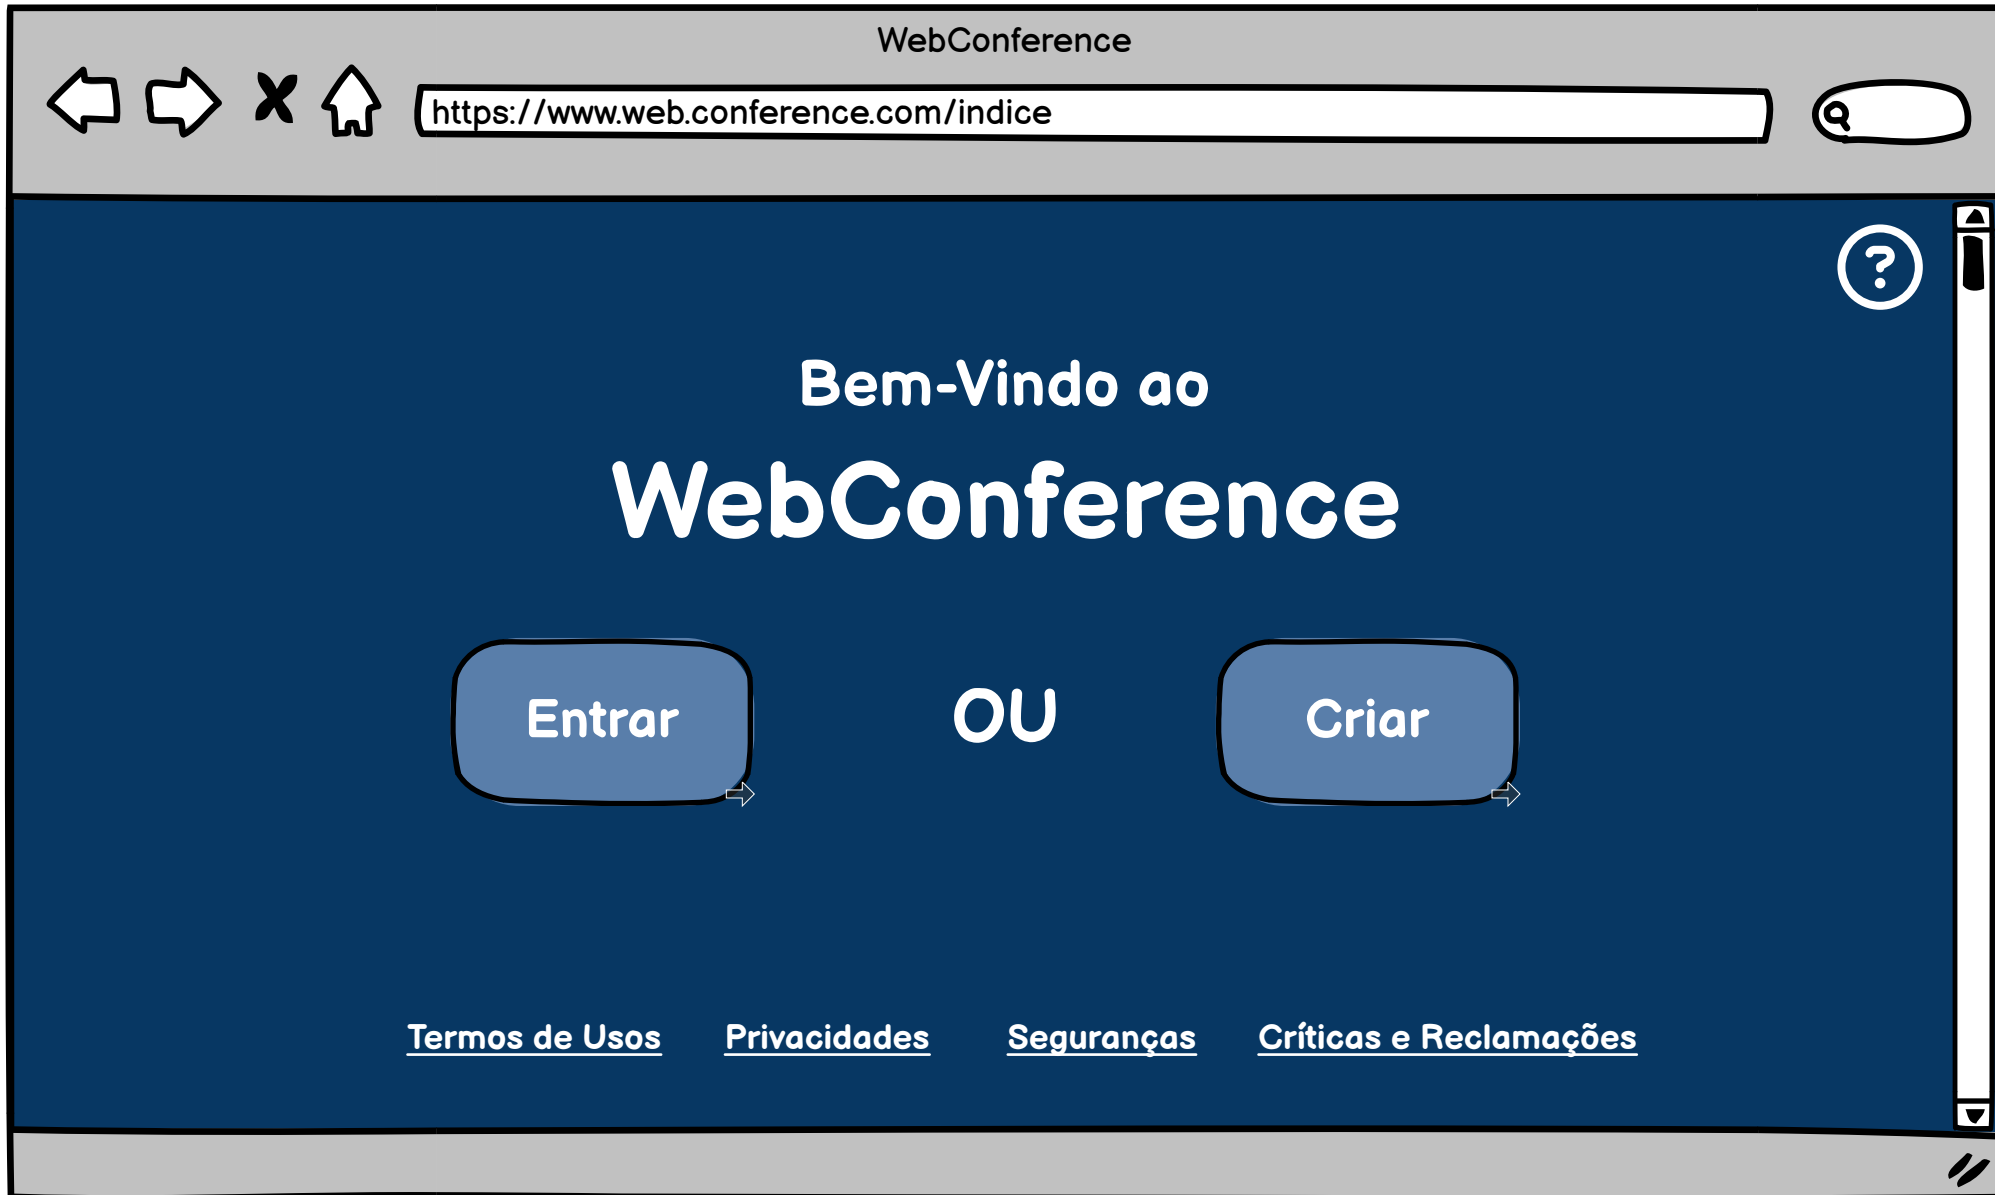 WebConference
https://www.web.conference.com/indice
?
Bem-Vindo ao
WebConference
Entrar OU Criar
Termos de Usos Privacidades Seguranças Críticas e Reclamações